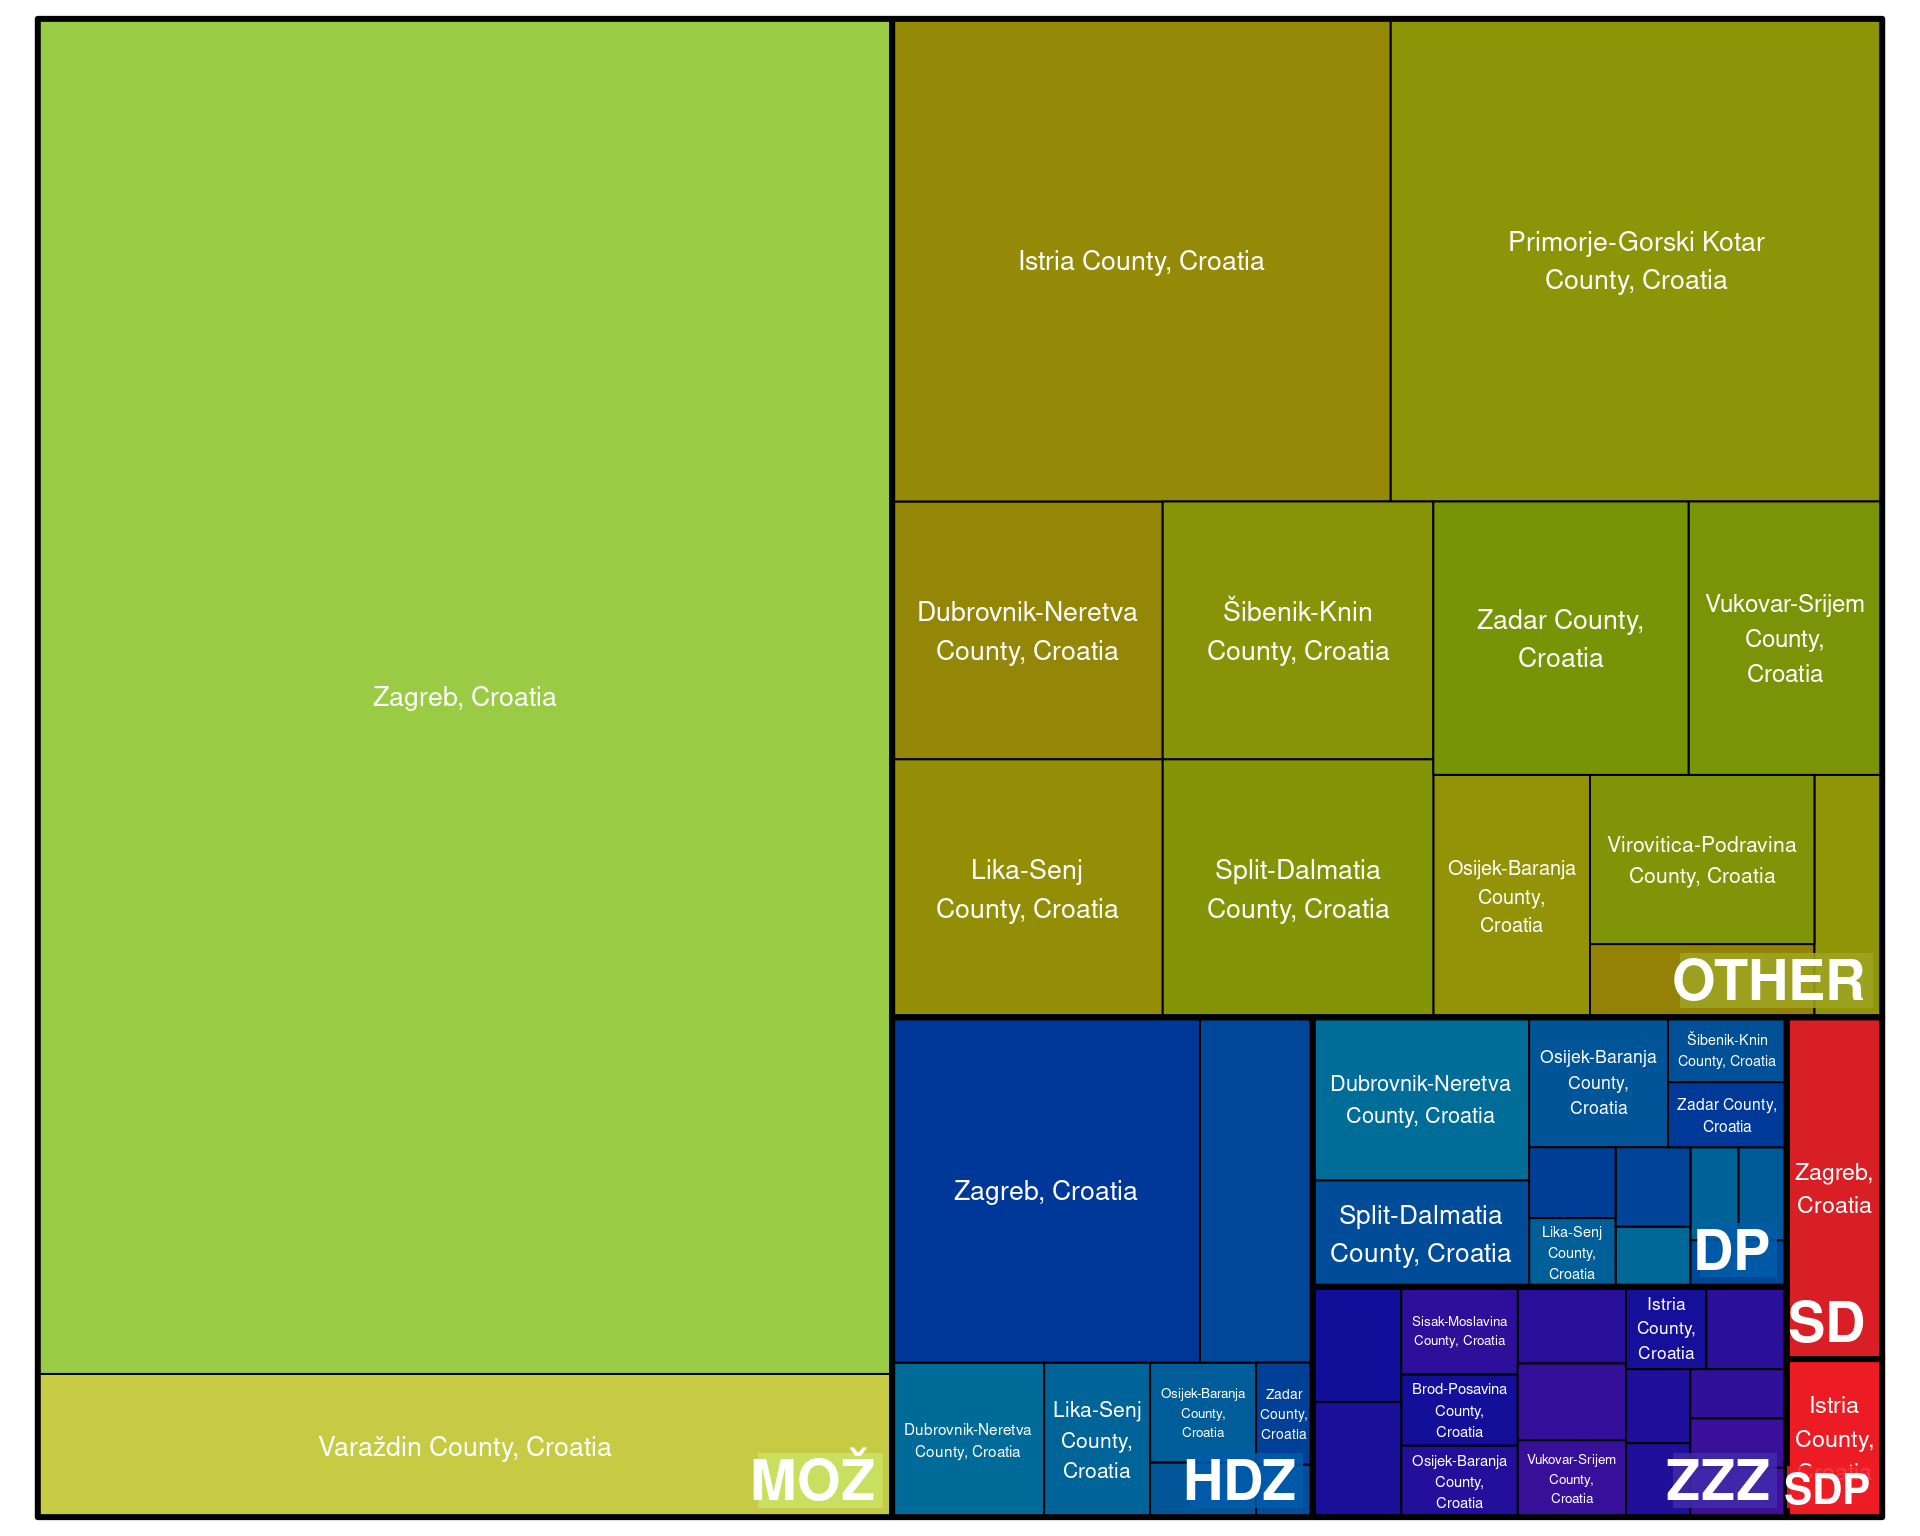 Zagreb, Croatia
Varaždin County, Croatia
MOŽ
Istria County, Croatia
Primorje-Gorski Kotar
County, Croatia
Dubrovnik-Neretva
County, Croatia
Šibenik-Knin
County, Croatia
Zadar County,
Croatia
Vukovar-Srijem
County,
Croatia
Lika-Senj
County, Croatia
Split-Dalmatia
County, Croatia
Osijek-Baranja
County,
Croatia
Virovitica-Podravina
County, Croatia
OTHER
Zagreb, Croatia
Dubrovnik-Neretva
County, Croatia
Lika-Senj
County,
Croatia
Osijek-Baranja
County,
Croatia
Zadar
County,
Croatia
HDZ
Dubrovnik-Neretva
County, Croatia
Split-Dalmatia
County, Croatia
Osijek-Baranja
County,
Croatia
Šibenik-Knin
County, Croatia
Zadar County,
Croatia
Lika-Senj
County,
Croatia
DP
Sisak-Moslavina
County, Croatia
Brod-Posavina
County,
Croatia
Osijek-Baranja
County,
Croatia
Istria
County,
Croatia
Vukovar-Srijem
County,
Croatia
ZZZ
Zagreb,
Croatia
SD
Istria
County,
Croatia
SDP